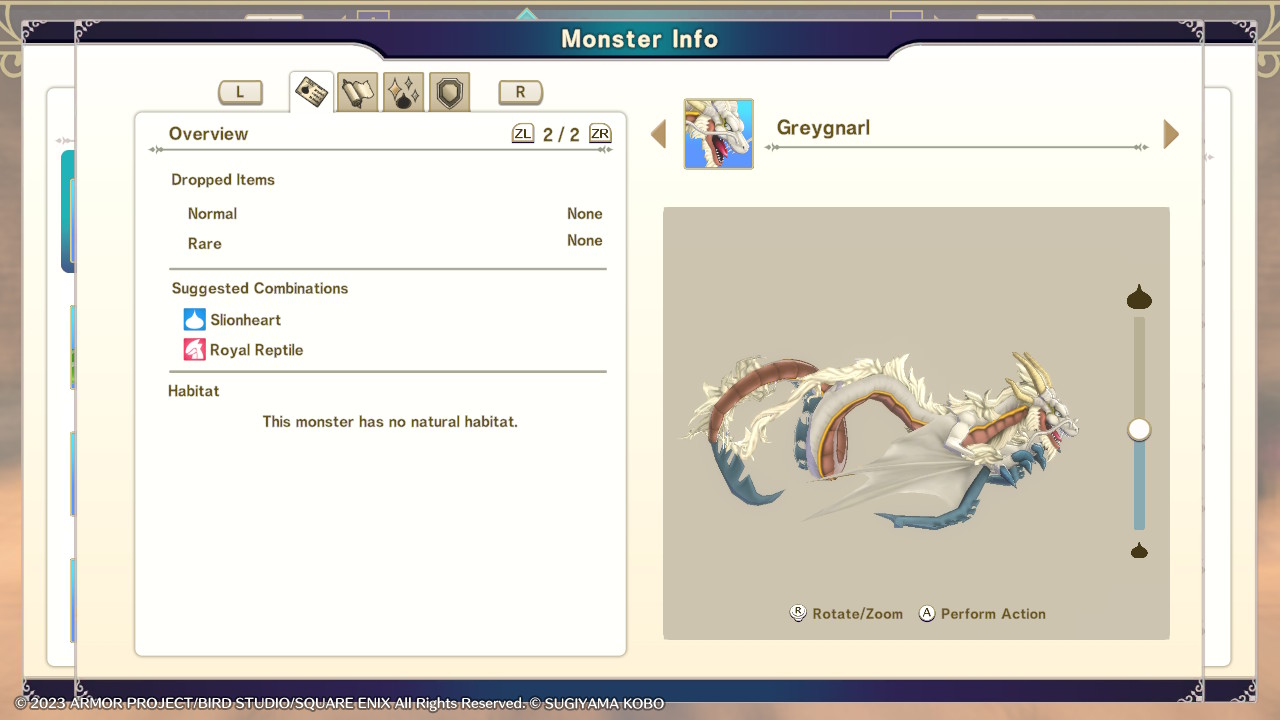 Monster Info
L
R
Overview
ZL 2 / 2 ZR
Dropped Items
Normal None
Rare None
Suggested Combinations
Slionheart
Royal Reptile
Habitat
This monster has no natural habitat.
Greygnarl
R Rotate/Zoom A Perform Action
© 2023 ARMOR PROJECT/BIRD STUDIO/SQUARE ENIX All Rights Reserved. © SUGIYAMA KOBO